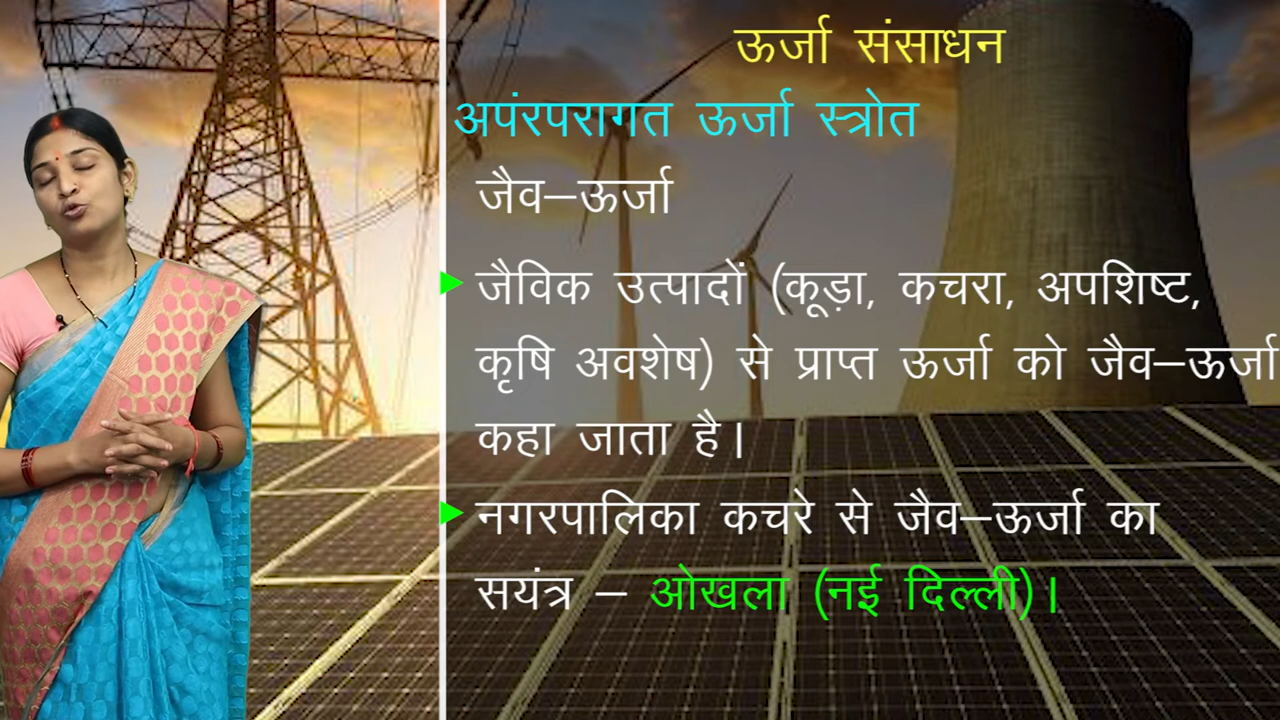 ऊर्जा संसाधन
अपंरपरागत ऊर्जा स्त्रोत
जैव–ऊर्जा
जैविक उत्पादों (कूड़ा, कचरा, अपशिष्ट,
कृषि अवशेष) से प्राप्त ऊर्जा को जैव–ऊर्जा
कहा जाता है।
नगरपालिका कचरे से जैव–ऊर्जा का
सयंत्र – ओखला (नई दिल्ली)।